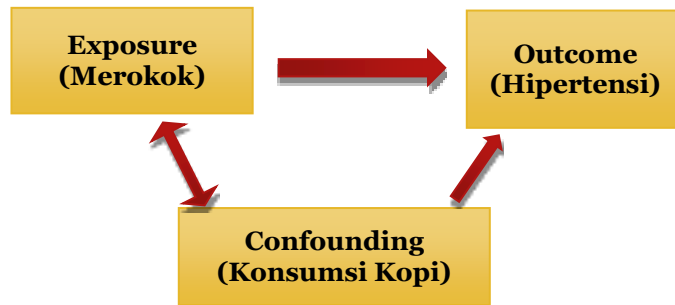 Exposure
(Merokok)
Outcome
(Hipertensi)
Confounding
(Konsumsi Kopi)